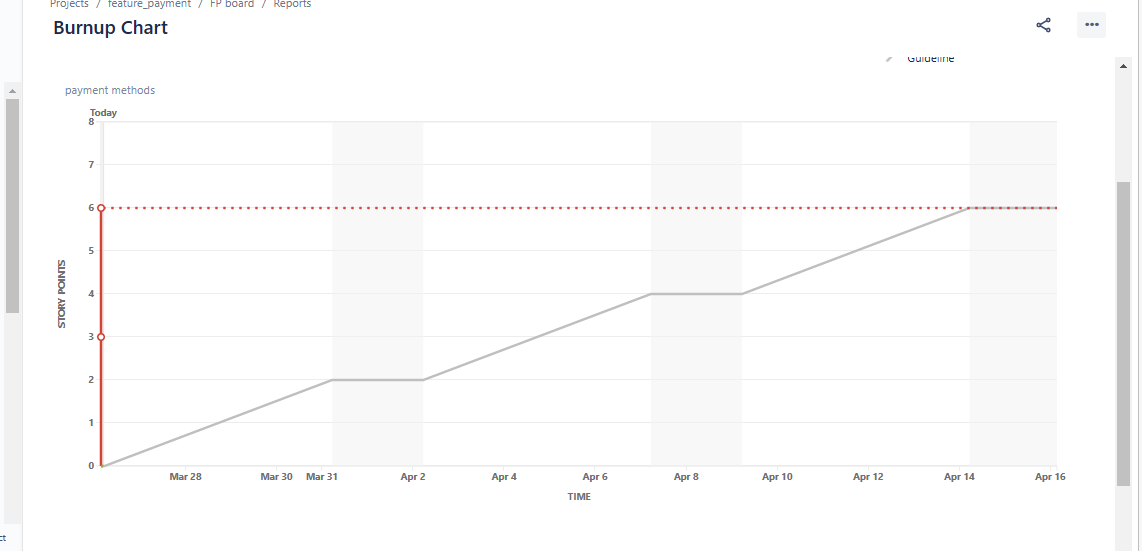 Projects / feature_payment / FP board / Reports
Burnup Chart
Guideline
payment methods
Today
8
7
6
5
4
3
2
1
0
STORY POINTS
Mar 28 Mar 30 Mar 31 Apr 2 Apr 4 Apr 6 Apr 8 Apr 10 Apr 12 Apr 14 Apr 16
TIME
ct